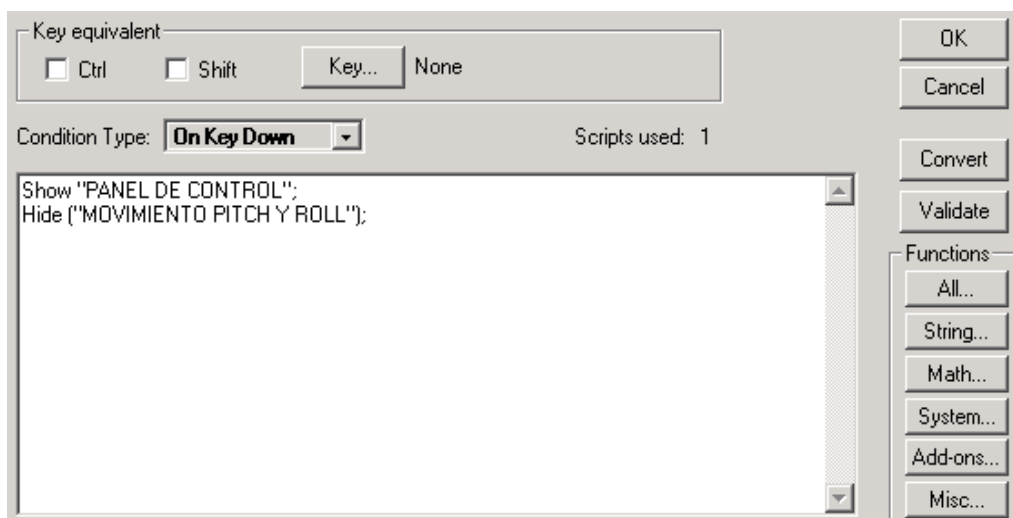 Key equivalent
Ctrl Shift Key... None
OK
Cancel
Condition Type: On Key Down Scripts used: 1
Convert
Validate
Show "PANEL DE CONTROL";
Hide ("MOVIMIENTO PITCH Y ROLL");
Functions
All...
String...
Math...
System...
Add-ons...
Misc...